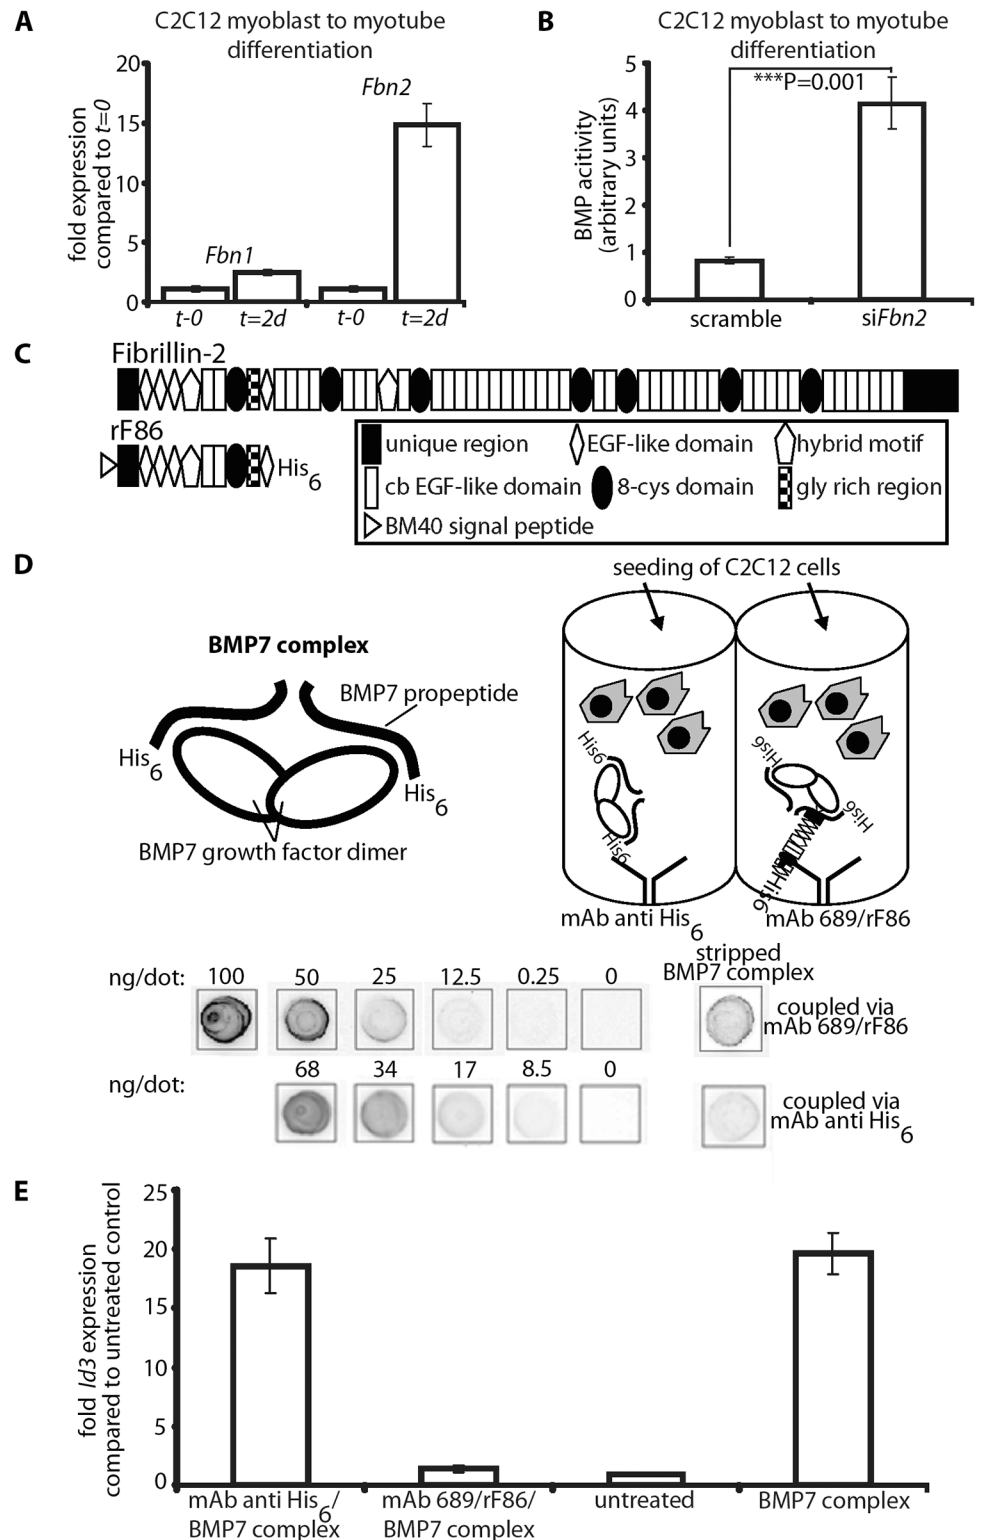 A
C2C12 myoblast to myotube
differentiation
fold expression
compared to t=0
20
15
10
5
0
Fbn1
Fbn2
t-0
t=2d
t-0
t=2d
B
C2C12 myoblast to myotube
differentiation
***P=0.001
BMP acitivity
(arbitrary units)
5
4
3
2
1
0
scramble
siFbn2
C
Fibrillin-2
rF86
His6
unique region
EGF-like domain
hybrid motif
cb EGF-like domain
8-cys domain
gly rich region
BM40 signal peptide
D
BMP7 complex
BMP7 propeptide
His6
His6
BMP7 growth factor dimer
seeding of C2C12 cells
His6
His6
His6
His6
His6
mAb anti His6
mAb 689/rF86
ng/dot: 100 50 25 12.5 0.25 0
stripped
BMP7 complex
coupled via
mAb 689/rF86
ng/dot: 68 34 17 8.5 0
coupled via
mAb anti His6
E
fold Id3 expression
compared to untreated control
25
20
15
10
5
0
mAb anti His6/
BMP7 complex
mAb 689/rF86/
BMP7 complex
untreated
BMP7 complex